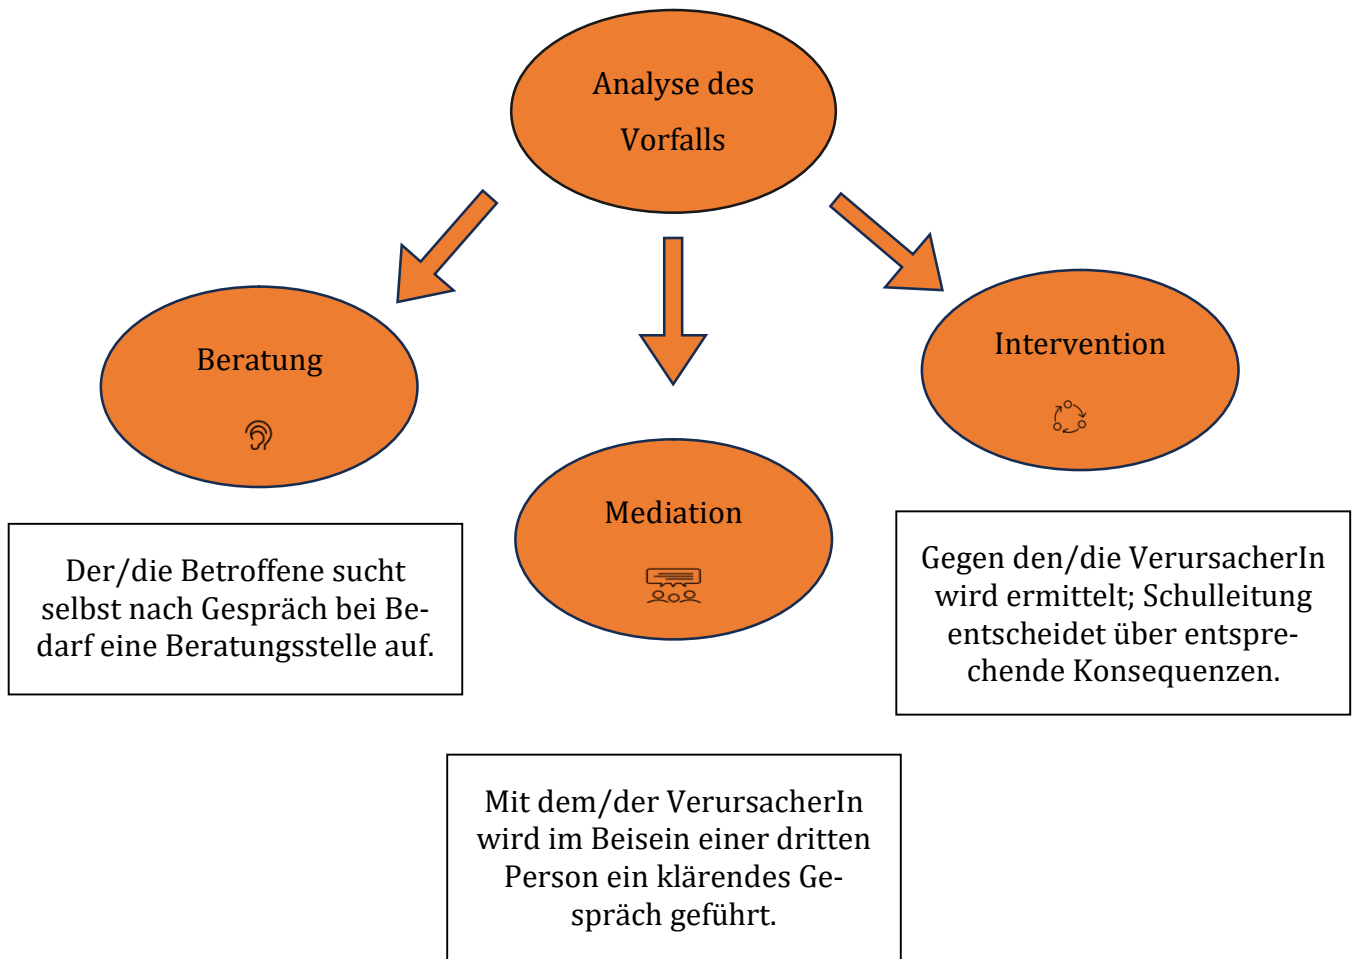 Analyse des
Vorfalls
Beratung
Der/die Betroffene sucht
selbst nach Gespräch bei Be-
darf eine Beratungsstelle auf.
Mediation
Mit dem/der VerursacherIn
wird im Beisein einer dritten
Person ein klärendes Ge-
spräch geführt.
Intervention
Gegen den/die VerursacherIn
wird ermittelt; Schulleitung
entscheidet über entspre-
chende Konsequenzen.